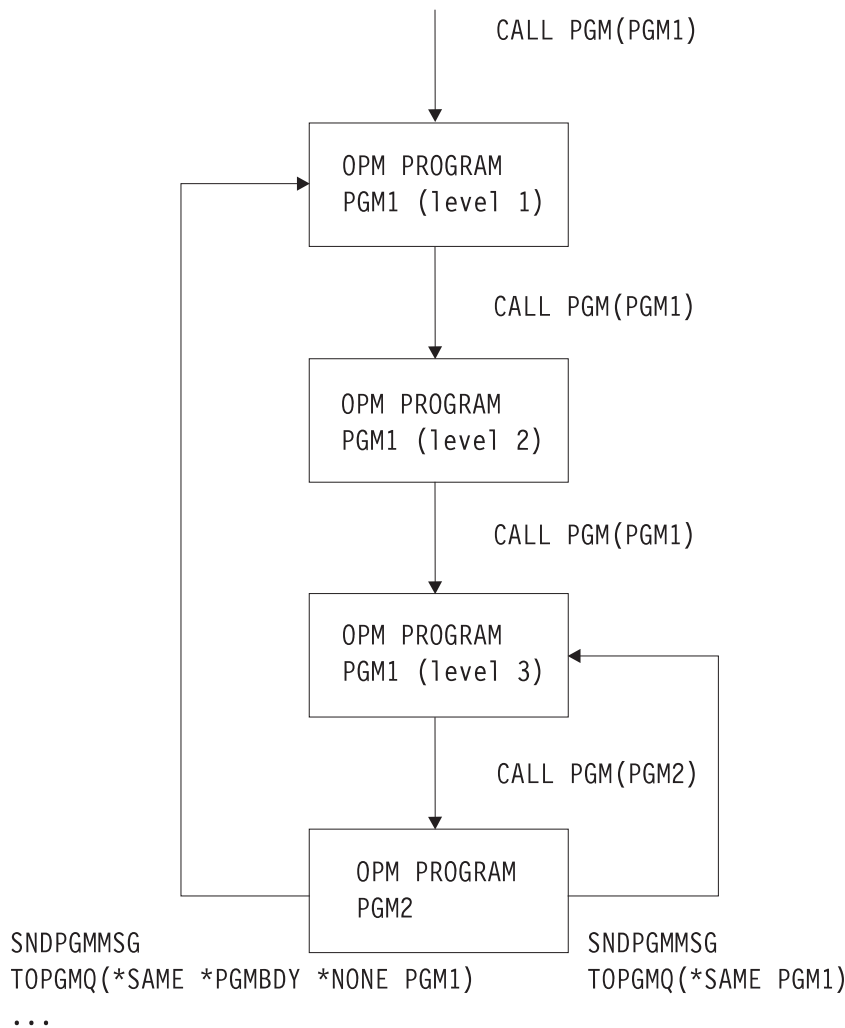 CALL PGM(PGM1)
OPM PROGRAM
PGM1 (level 1)
CALL PGM(PGM1)
OPM PROGRAM
PGM1 (level 2)
CALL PGM(PGM1)
OPM PROGRAM
PGM1 (level 3)
CALL PGM(PGM2)
OPM PROGRAM
PGM2
SNDPGMMSG
TOPGMQ(*SAME *PGMBDY *NONE PGM1)
...
SNDPGMMSG
TOPGMQ(*SAME PGM1)